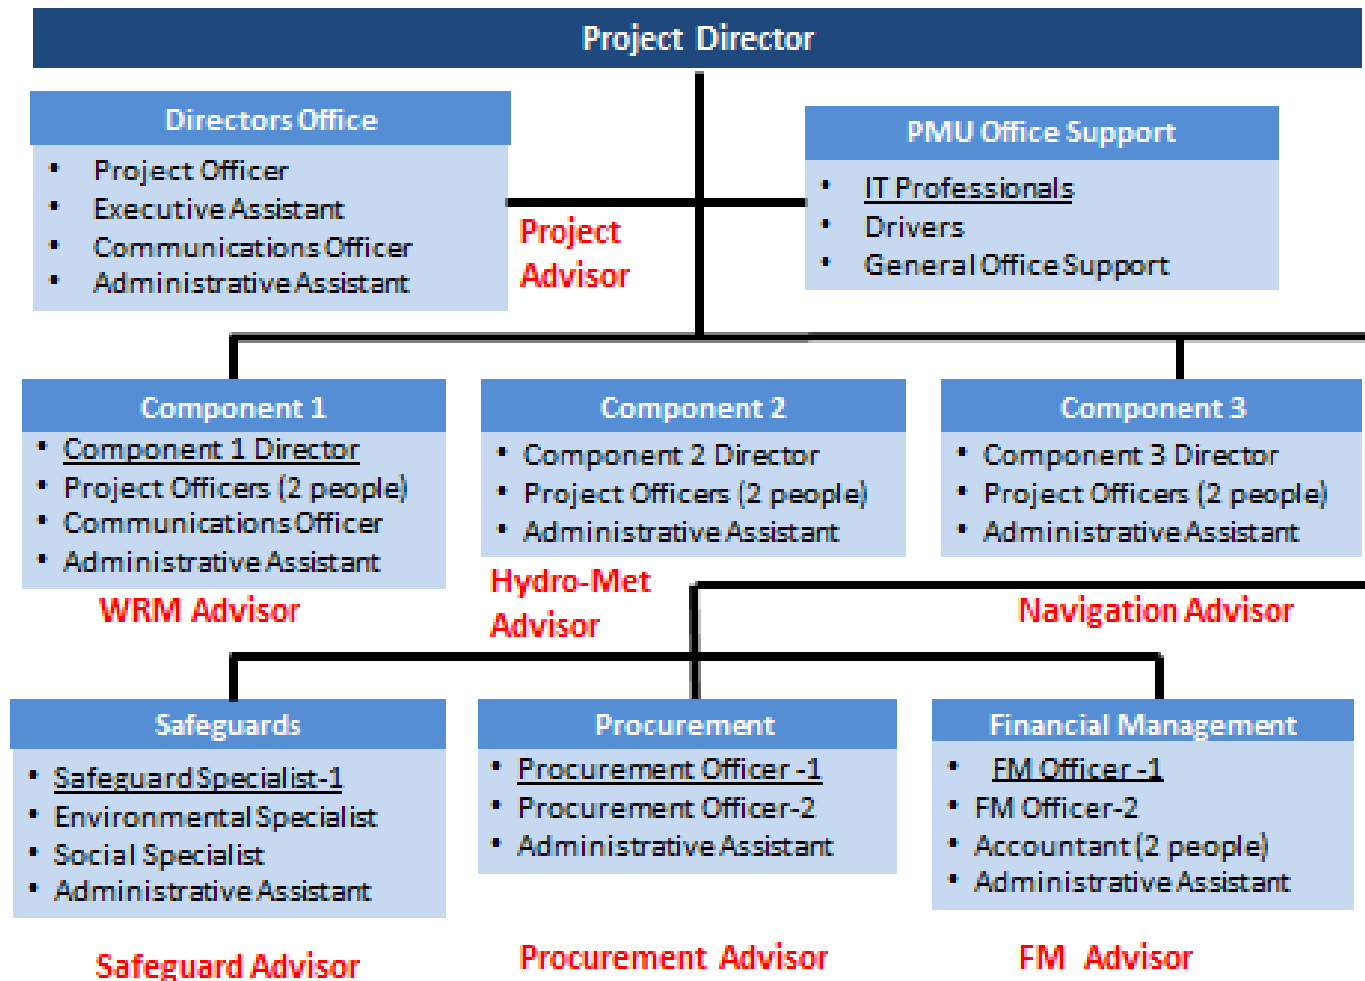 Project Director
Directors Office
• Project Officer
• Executive Assistant
• Communications Officer
• Administrative Assistant
Project
Advisor
PMU Office Support
• IT Professionals
• Drivers
• General Office Support
Component 1
• Component 1 Director
• Project Officers (2 people)
• Communications Officer
• Administrative Assistant
WRM Advisor
Component 2
• Component 2 Director
• Project Officers (2 people)
• Administrative Assistant
Hydro-Met
Advisor
Component 3
• Component 3 Director
• Project Officers (2 people)
• Administrative Assistant
Navigation Advisor
Safeguards
• Safeguard Specialist-1
• Environmental Specialist
• Social Specialist
• Administrative Assistant
Safeguard Advisor
Procurement
• Procurement Officer -1
• Procurement Officer-2
• Administrative Assistant
Procurement Advisor
Financial Management
• FM Officer -1
• FM Officer-2
• Accountant (2 people)
• Administrative Assistant
FM Advisor